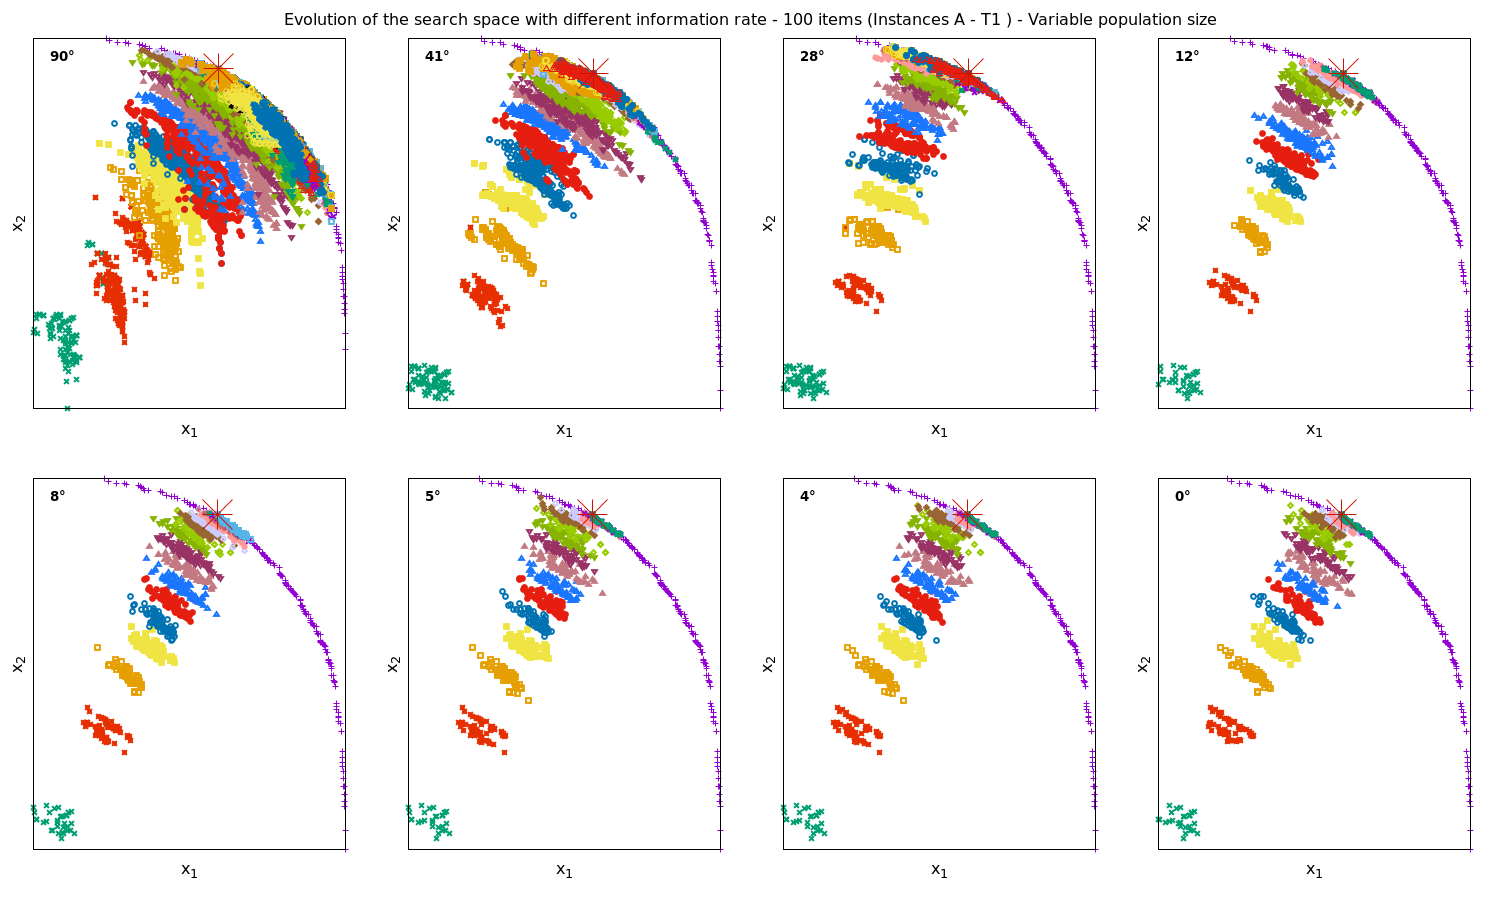 Evolution of the search space with different information rate - 100 items (Instances A - T1 ) - Variable population size
90°
41°
28°
12°
x2
x2
x2
x2
x1
x1
x1
x1
8°
5°
4°
0°
x2
x2
x2
x2
x1
x1
x1
x1